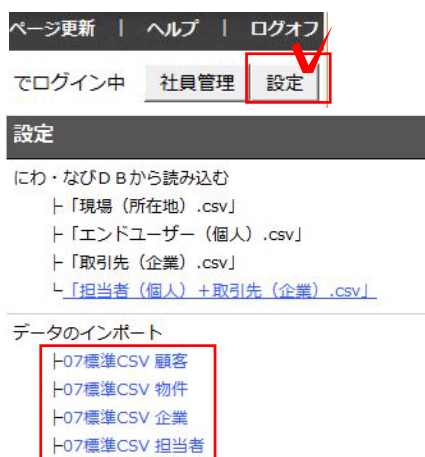 ページ更新 | ヘルプ | ログオフ
でログイン中 社員管理 設定
設定
にわ・なびDBから読み込む
├「現場（所在地）.csv」
├「エンドユーザー（個人）.csv」
├「取引先（企業）.csv」
└「担当者（個人）＋取引先（企業）.csv」
データのインポート
├07標準CSV 顧客
├07標準CSV 物件
├07標準CSV 企業
├07標準CSV 担当者